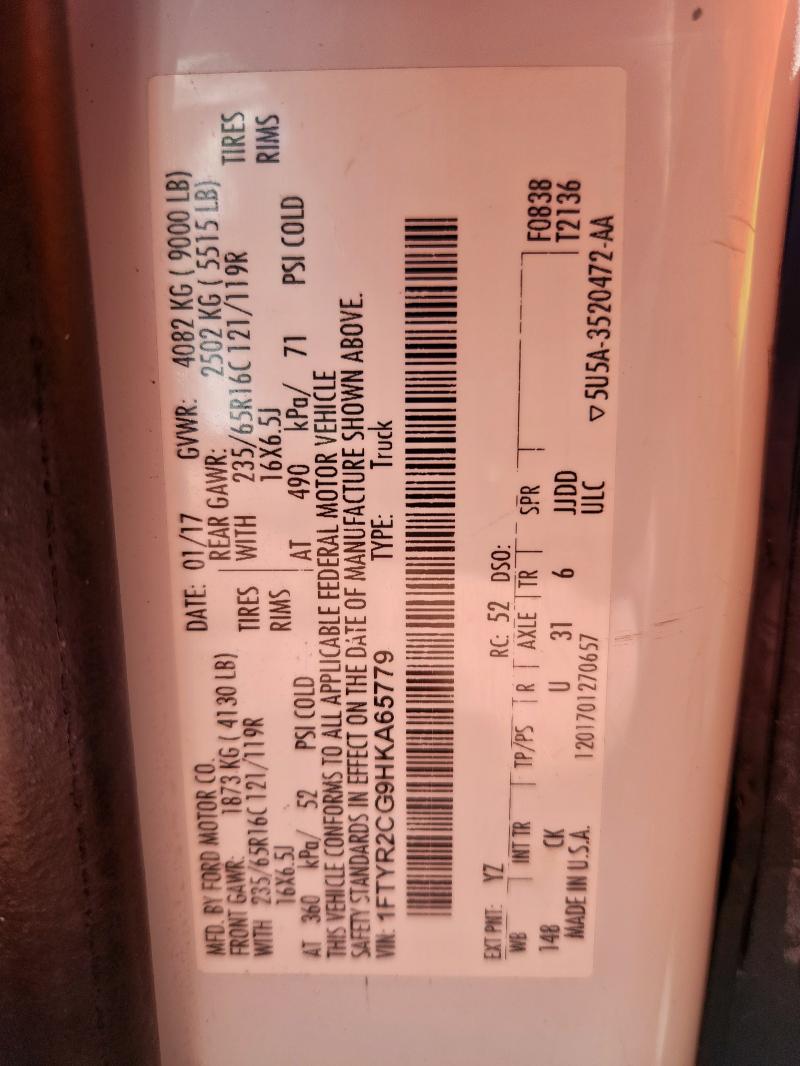 MFD. BY FORD MOTOR CO.
DATE: 01/17 GVWR: 4082 KG ( 9000 LB)
FRONT GAWR: 1873 KG ( 4130 LB)
REAR GAWR: 2502 KG ( 5515 LB)
WITH 235/65R16C 121/119R TIRES
WITH 235/65R16C 121/119R TIRES
16X6.5J RIMS
16X6.5J RIMS
AT 360 kPa/ 52 PSI COLD
AT 490 kPa/ 71 PSI COLD
THIS VEHICLE CONFORMS TO ALL APPLICABLE FEDERAL MOTOR VEHICLE
SAFETY STANDARDS IN EFFECT ON THE DATE OF MANUFACTURE SHOWN ABOVE.
VIN: 1FTYR2CG9HKA65779 TYPE: Truck
EXT PNT: YZ RC: 52 DSO:
WB INT TR TP/PS R AXLE TR SPR F0838
T2136
148 CK U 31 6 JJDD
MADE IN U.S.A. 1201701270657 ULC ▽5U5A-3520472-AA